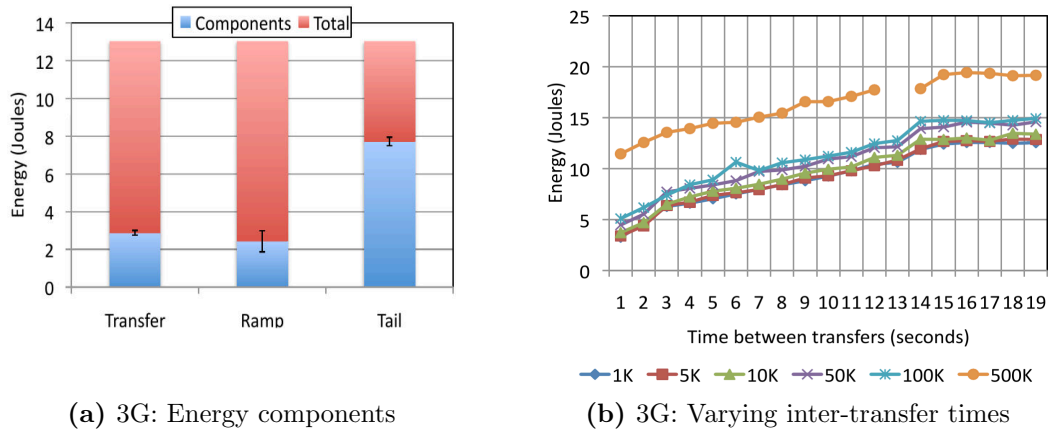 Components Total
Energy (Joules)
14
12
10
8
6
4
2
0
Transfer Ramp Tail
(a) 3G: Energy components
Energy (Joules)
25
20
15
10
5
0
1 2 3 4 5 6 7 8 9 10 11 12 13 14 15 16 17 18 19
Time between transfers (seconds)
1K 5K 10K 50K 100K 500K
(b) 3G: Varying inter-transfer times